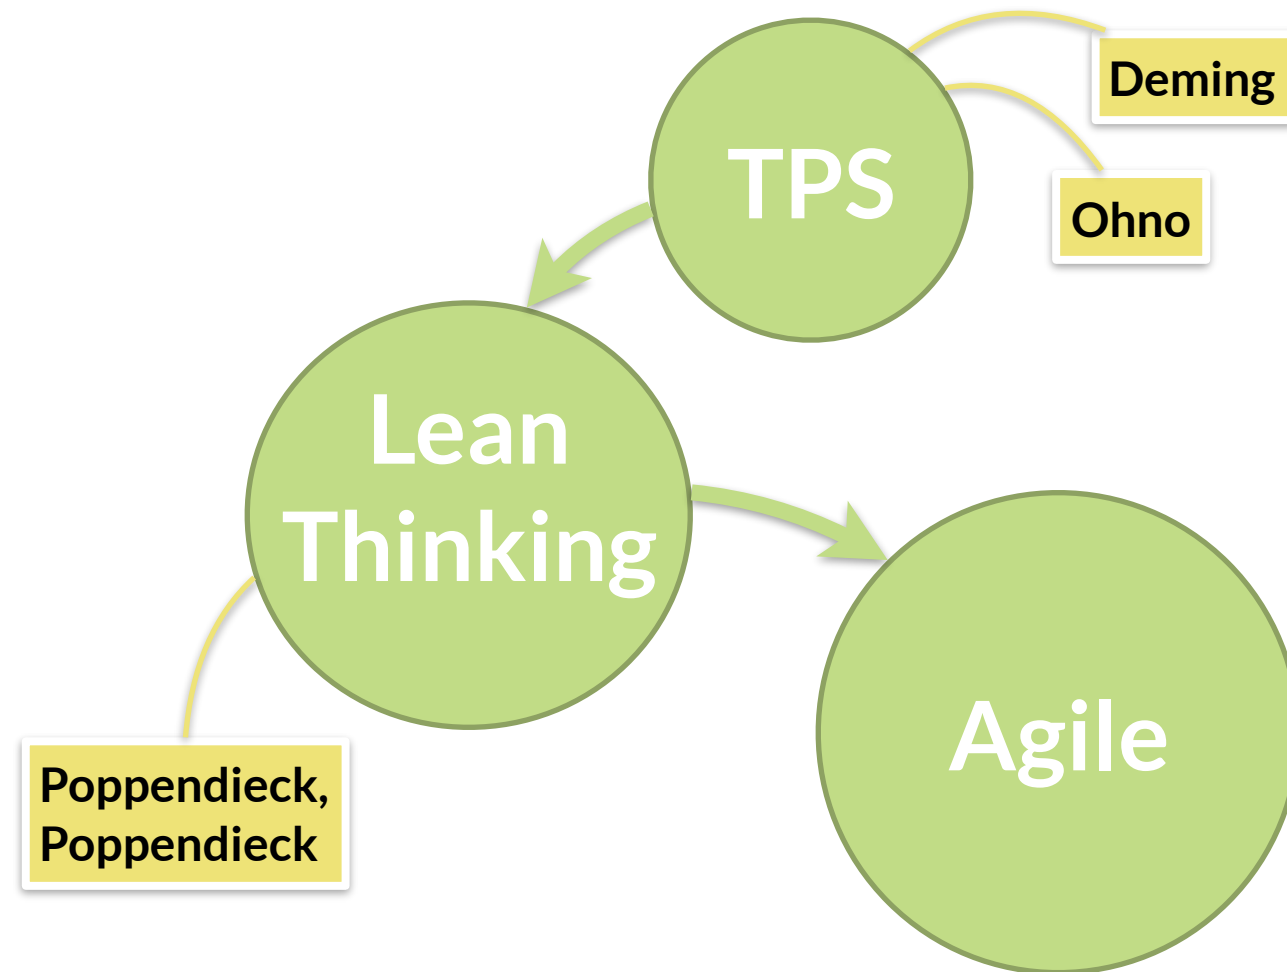 Deming
TPS
Ohno
Lean
Thinking
Agile
Poppendieck,
Poppendieck